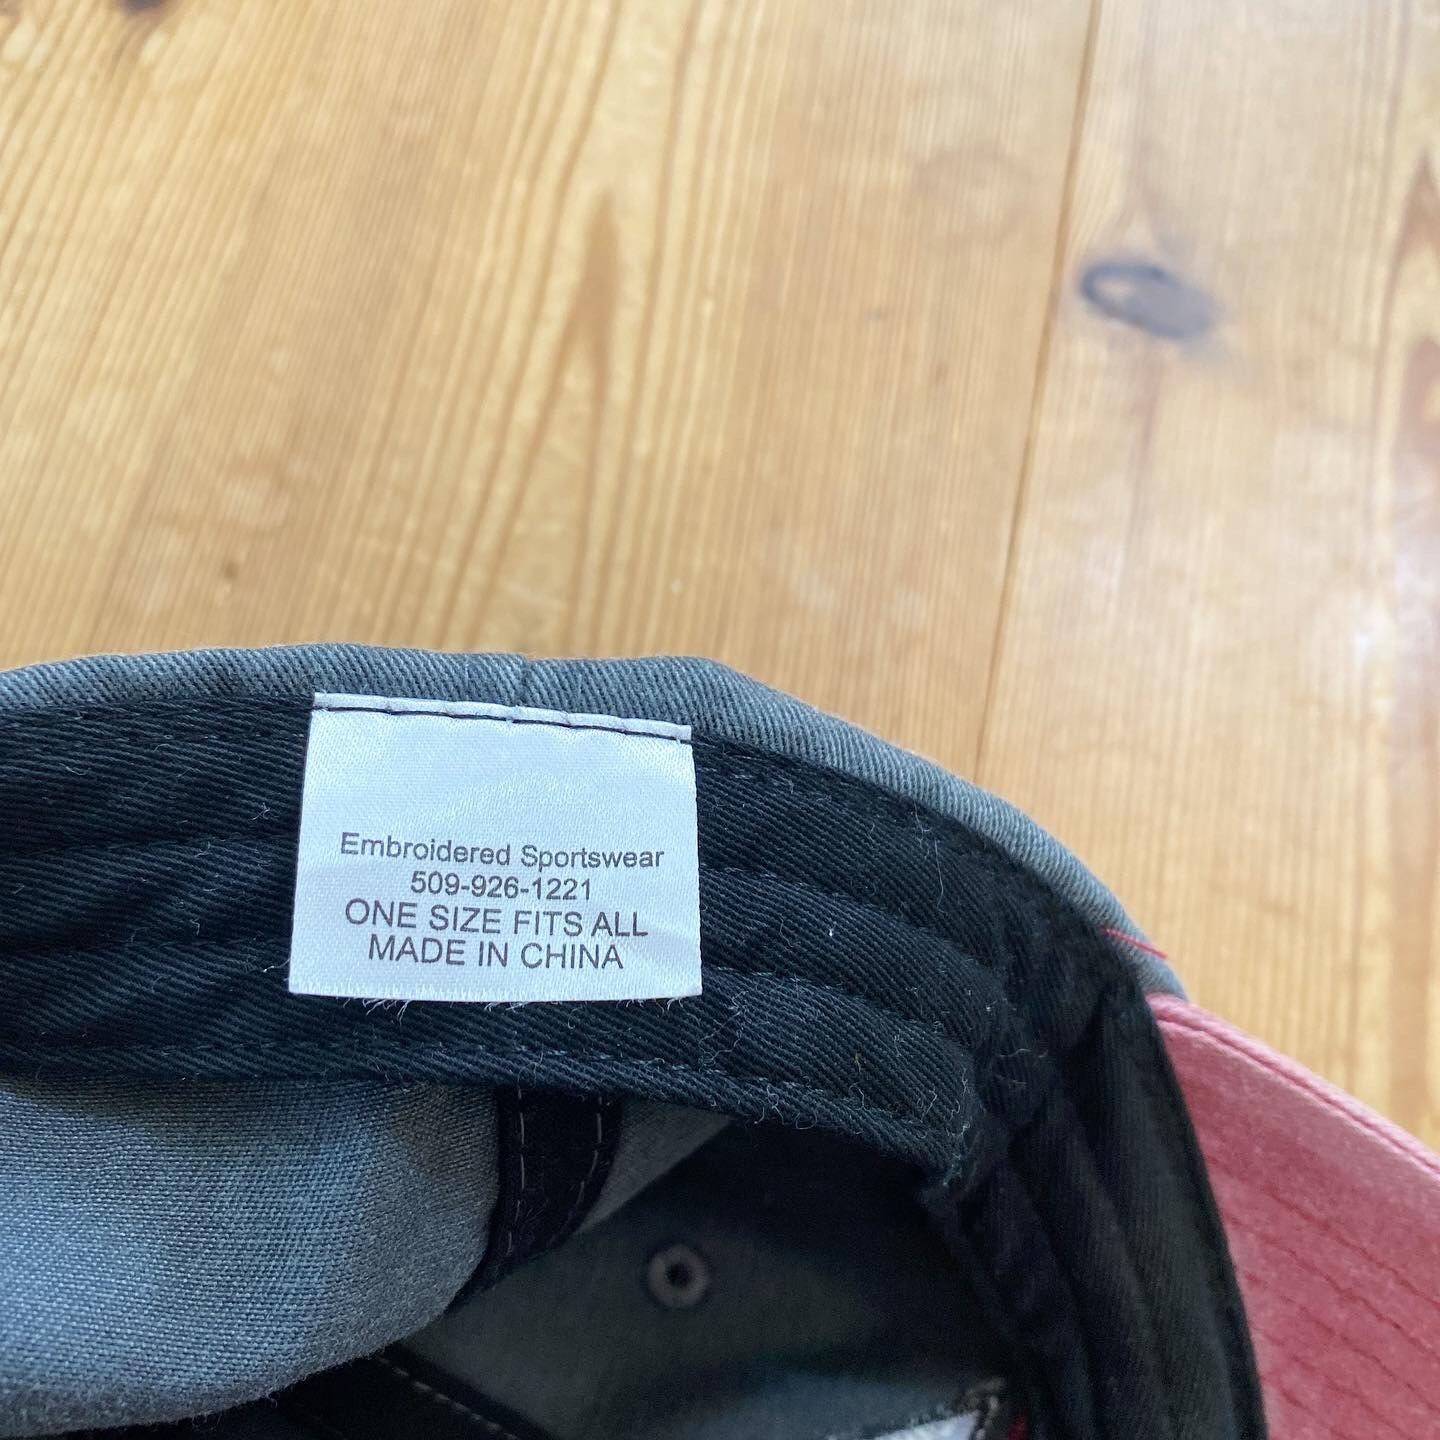 Embroidered Sportswear
509-926-1221
ONE SIZE FITS ALL
MADE IN CHINA